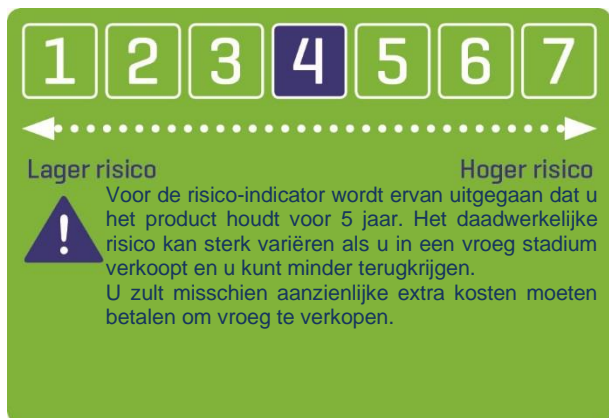 1 2 3 4 5 6 7
Lager risico Hoger risico
!
Voor de risico-indicator wordt ervan uitgegaan dat u
het product houdt voor 5 jaar. Het daadwerkelijke
risico kan sterk variëren als u in een vroeg stadium
verkoopt en u kunt minder terugkrijgen.
U zult misschien aanzienlijke extra kosten moeten
betalen om vroeg te verkopen.